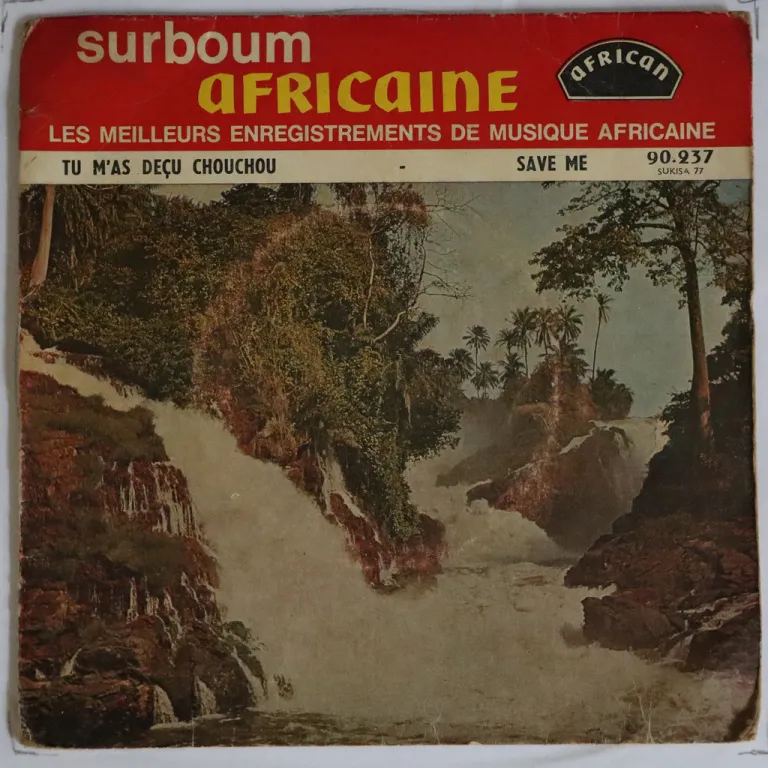 surboum
AFRICAINE
AFRICAN
LES MEILLEURS ENREGISTREMENTS DE MUSIQUE AFRICAINE
TU M'AS DEÇU CHOUCHOU - SAVE ME 90.237
SUKISA 77